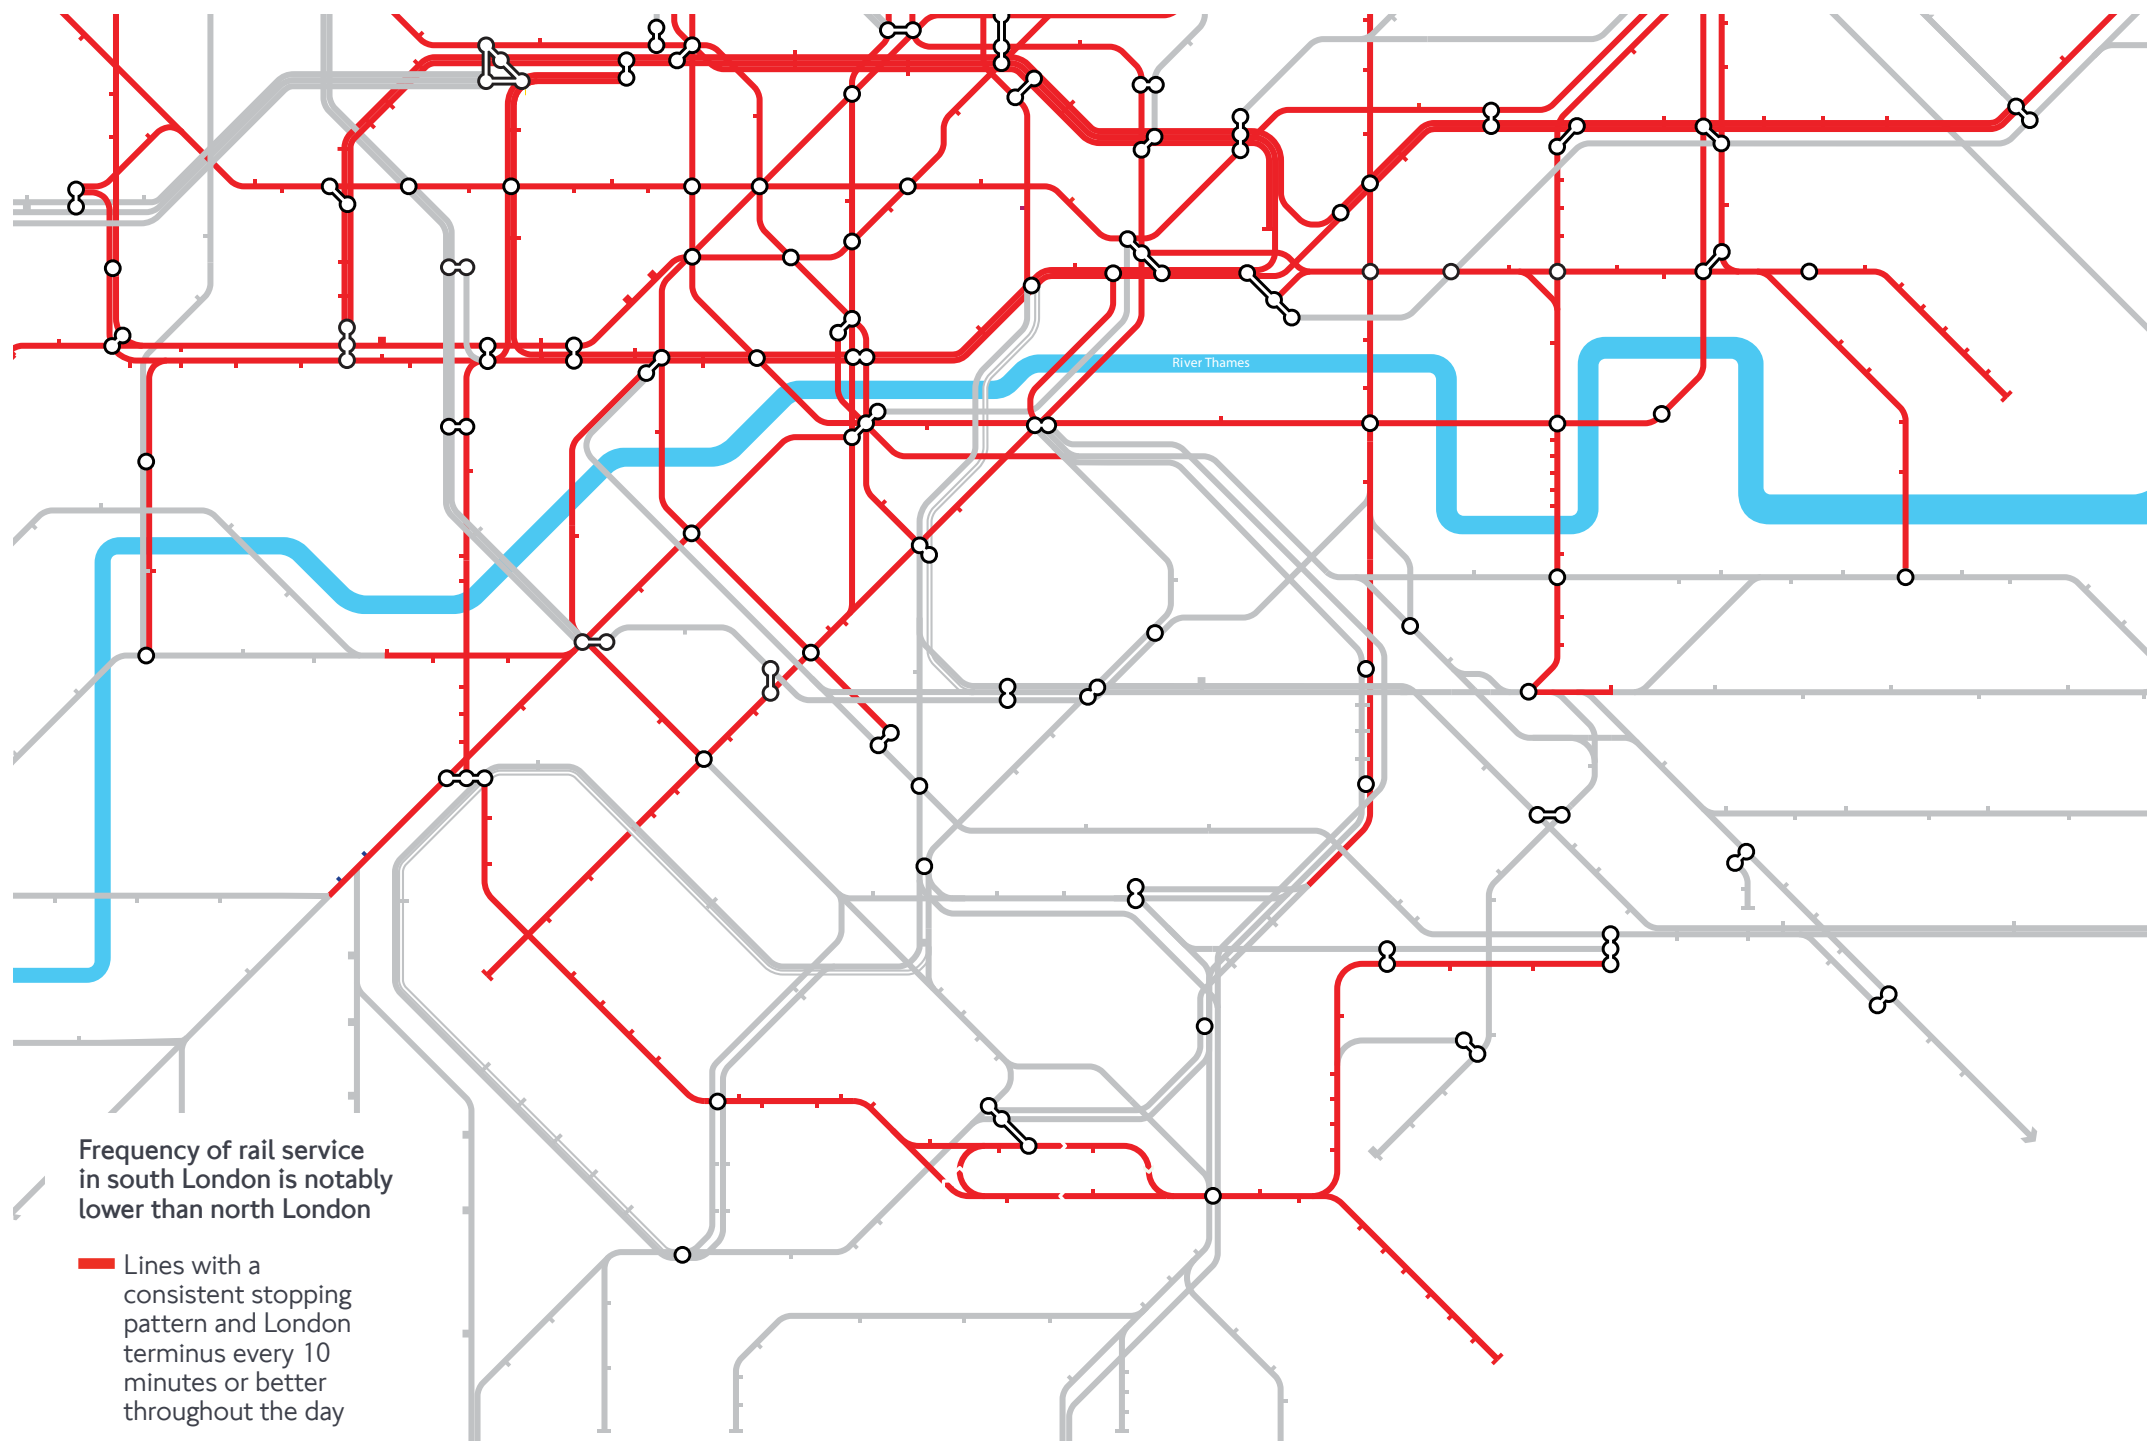 River Thames
Frequency of rail service
in south London is notably
lower than north London
Lines with a
consistent stopping
pattern and London
terminus every 10
minutes or better
throughout the day